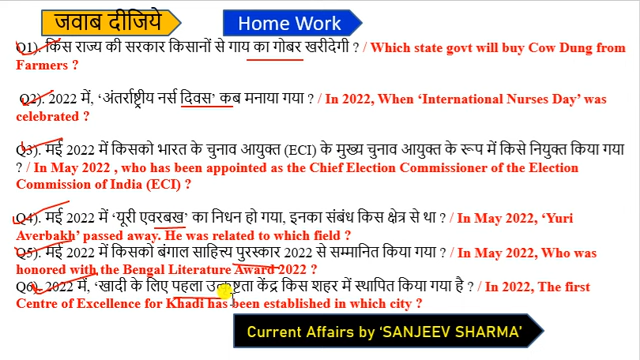 जवाब दीजिये
Home Work
Q1). किस राज्य की सरकार किसानों से गाय का गोबर खरीदेगी ? / Which state govt will buy Cow Dung from
Farmers ?
Q2). 2022 में, ‘अंतर्राष्ट्रीय नर्स दिवस’ कब मनाया गया ? / In 2022, When ‘International Nurses Day’ was
celebrated ?
Q3). मई 2022 में किसको भारत के चुनाव आयुक्त (ECI) के मुख्य चुनाव आयुक्त के रूप में किसे नियुक्त किया गया
? / In May 2022 , who has been appointed as the Chief Election Commissioner of the Election
Commission of India (ECI) ?
Q4). मई 2022 में ‘यूरी एवरबख’ का निधन हो गया, इनका संबंध किस क्षेत्र से था ? / In May 2022, ‘Yuri
Averbakh’ passed away. He was related to which field ?
Q5). मई 2022 में किसकों बंगाल साहित्य पुरस्कार 2022 से सम्मानित किया गया ? / In May 2022, Who was
honored with the Bengal Literature Award 2022 ?
Q6). 2022 में, ‘खादी के लिए पहला उत्कृष्टता केंद्र किस शहर में स्थापित किया गया है ? / In 2022, The first
Centre of Excellence for Khadi has been established in which city ?
Current Affairs by ‘SANJEEV SHARMA’